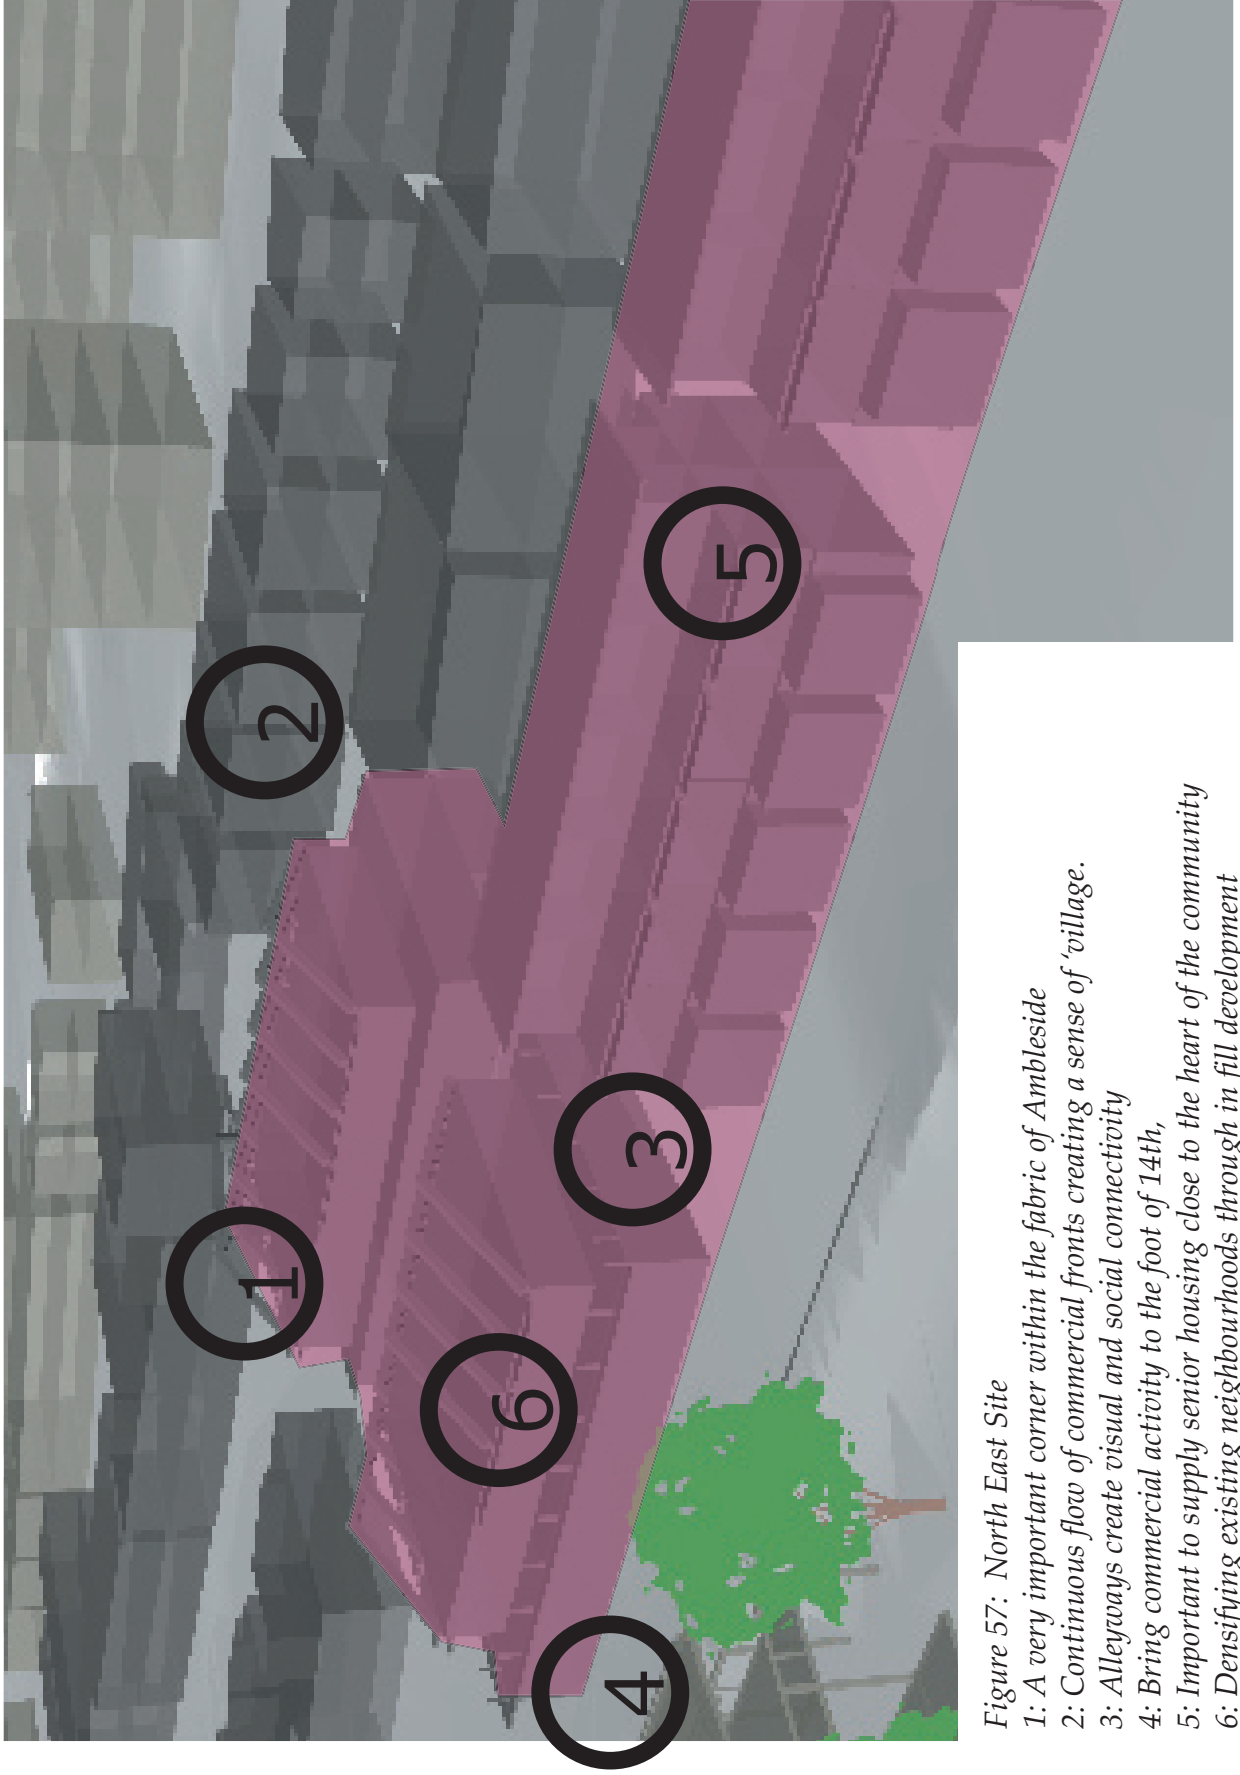 2
5
1
3
6
4
Figure 57: North East Site
1: A very important corner within the fabric of Ambleside
2: Continuous flow of commercial fronts creating a sense of ‘village.
3: Alleyways create visual and social connectivity
4: Bring commercial activity to the foot of 14th,
5: Important to supply senior housing close to the heart of the community
6: Densifying existing neighbourhoods through in fill development